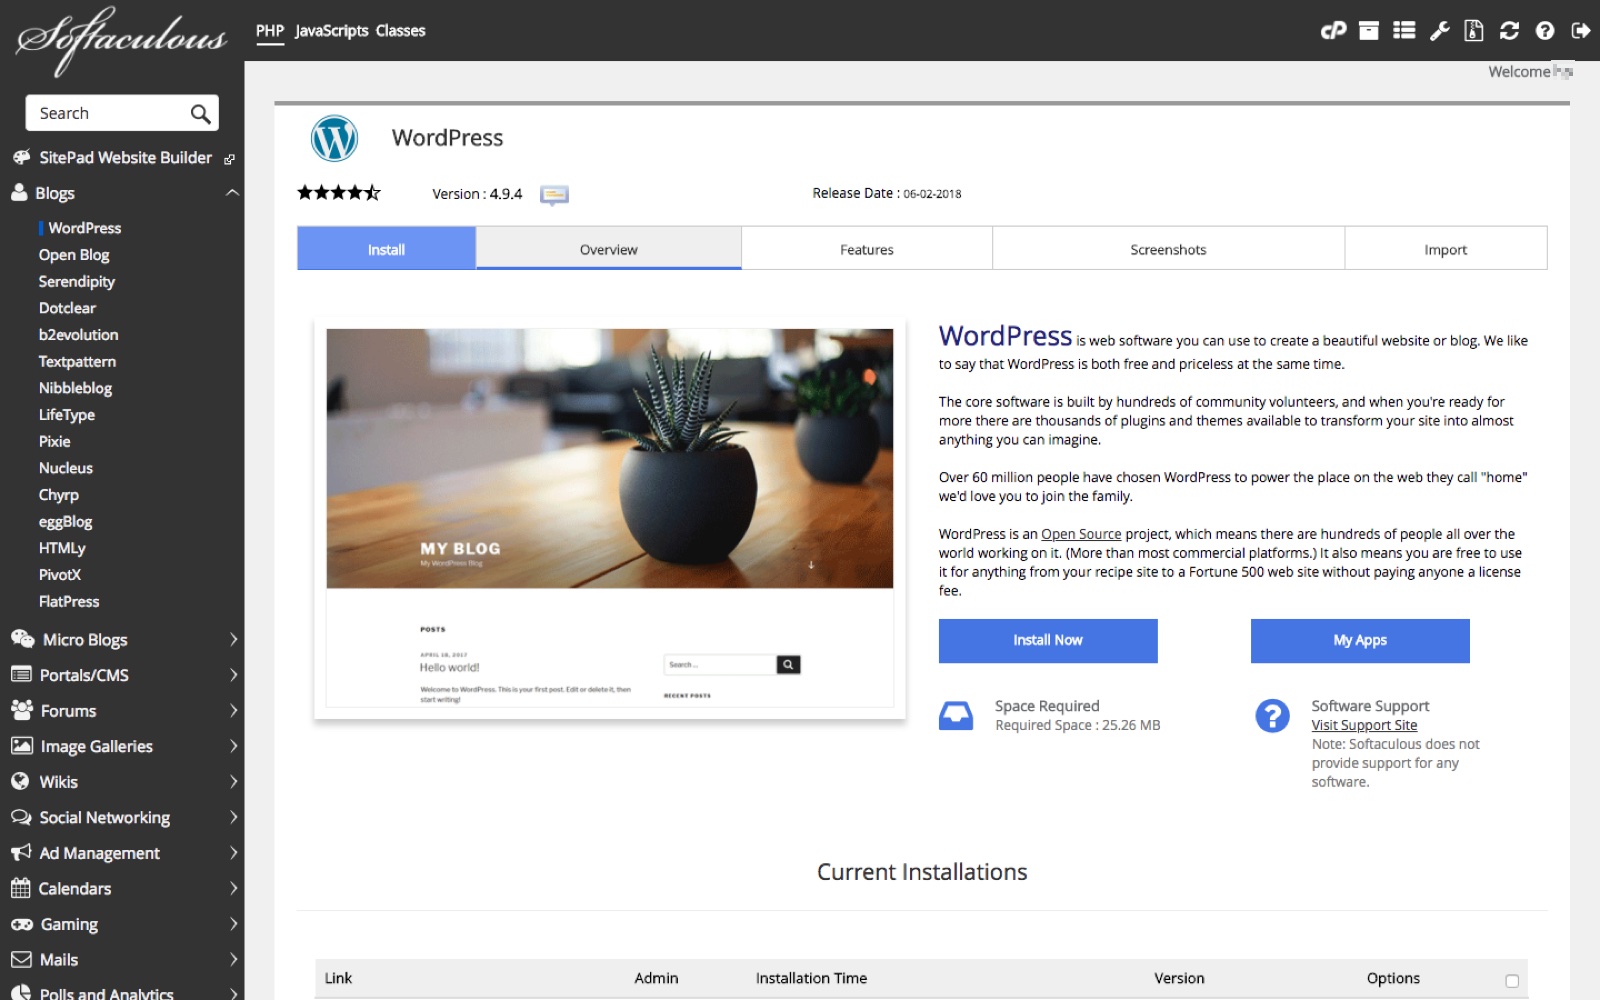 Softaculous
PHP JavaScripts Classes
cP
Welcome
Search
SitePad Website Builder
Blogs
WordPress
Open Blog
Serendipity
Dotclear
b2evolution
Textpattern
Nibbleblog
LifeType
Pixie
Nucleus
Chyrp
eggBlog
HTMLy
PivotX
FlatPress
Micro Blogs
Portals/CMS
Forums
Image Galleries
Wikis
Social Networking
Ad Management
Calendars
Gaming
Mails
Polls and Analytics
WordPress
Version : 4.9.4
Release Date : 06-02-2018
Install
Overview
Features
Screenshots
Import
MY BLOG
My WordPress Blog
POSTS
APRIL 18, 2017
Hello world!
Welcome to WordPress. This is your first post. Edit or delete it, then
start writing!
Search ...
RECENT POSTS
WordPress is web software you can use to create a beautiful website or blog. We like
to say that WordPress is both free and priceless at the same time.
The core software is built by hundreds of community volunteers, and when you're ready for
more there are thousands of plugins and themes available to transform your site into almost
anything you can imagine.
Over 60 million people have chosen WordPress to power the place on the web they call "home"
we'd love you to join the family.
WordPress is an Open Source project, which means there are hundreds of people all over the
world working on it. (More than most commercial platforms.) It also means you are free to use
it for anything from your recipe site to a Fortune 500 web site without paying anyone a license
fee.
Install Now
My Apps
Space Required
Required Space : 25.26 MB
Software Support
Visit Support Site
Note: Softaculous does not
provide support for any
software.
Current Installations
Link
Admin
Installation Time
Version
Options